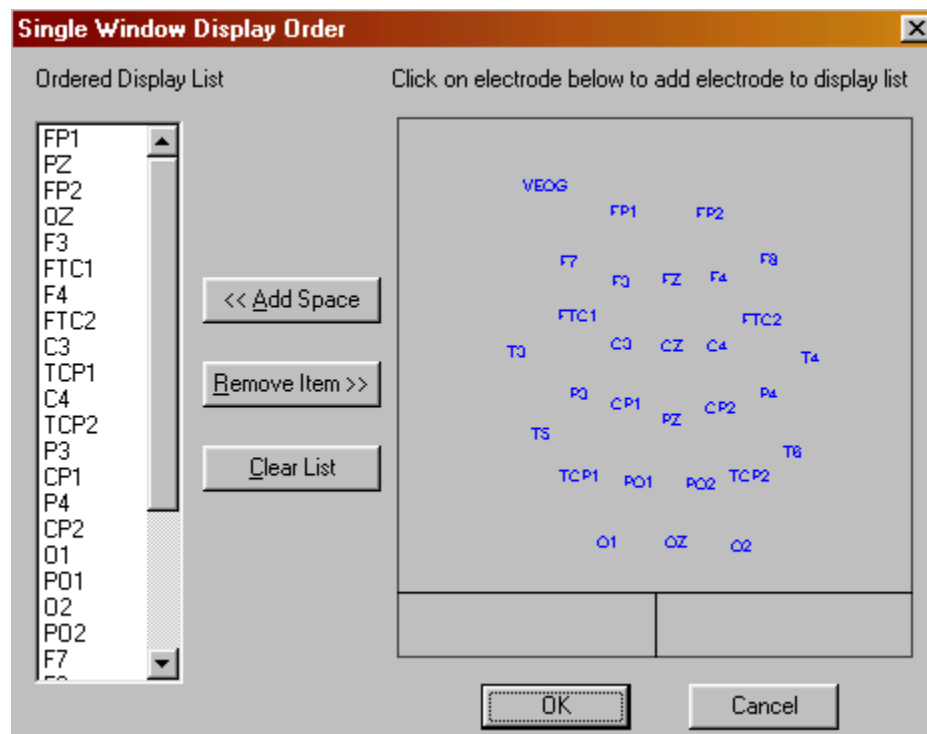 Single Window Display Order
Ordered Display List
Click on electrode below to add electrode to display list
FP1
PZ
FP2
OZ
F3
FTC1
F4
FTC2
C3
TCP1
C4
TCP2
P3
CP1
P4
CP2
O1
PO1
O2
PO2
F7
<< Add Space
Remove Item >>
Clear List
VEOG
FP1 FP2
F7 F3 FZ F4 F8
FTC1 FTC2
T3 C3 CZ C4 T4
P3 CP1 PZ CP2 P4
T5 T6
TCP1 PO1 PO2 TCP2
O1 OZ O2
OK Cancel